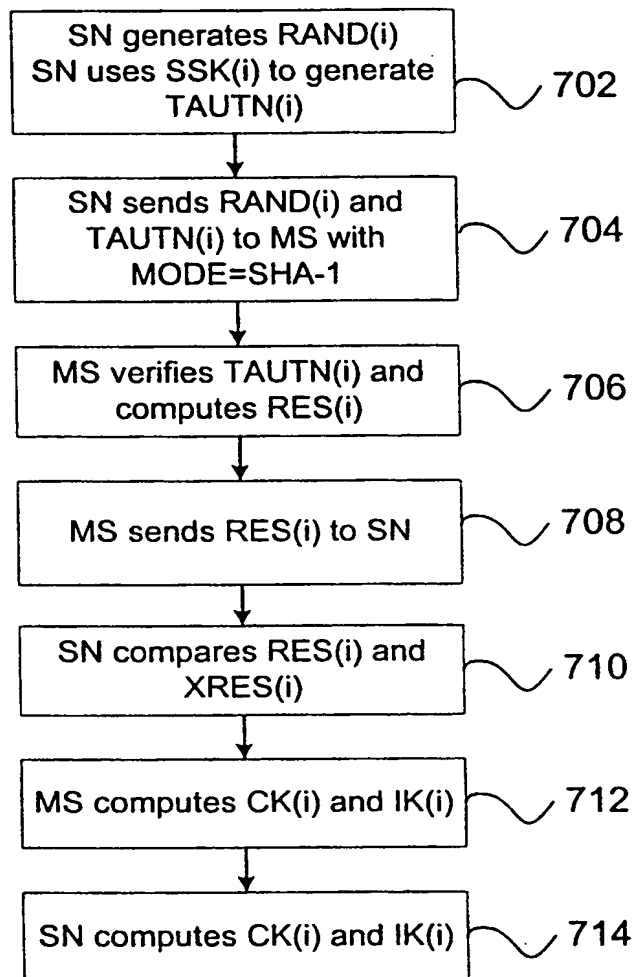 SN generates RAND(i)
SN uses SSK(i) to generate
TAUTN(i)
702
SN sends RAND(i) and
TAUTN(i) to MS with
MODE=SHA-1
704
MS verifies TAUTN(i) and
computes RES(i)
706
MS sends RES(i) to SN
708
SN compares RES(i) and
XRES(i)
710
MS computes CK(i) and IK(i)
712
SN computes CK(i) and IK(i)
714